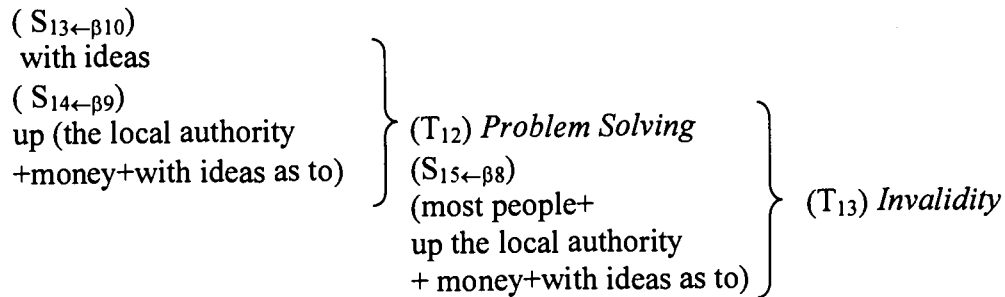 ( S13←β10)
with ideas
( S14←β9)
up (the local authority
+money+with ideas as to)
(T12) Problem Solving
(S15←β8)
(most people+
up the local authority
+ money+with ideas as to)
(T13) Invalidity